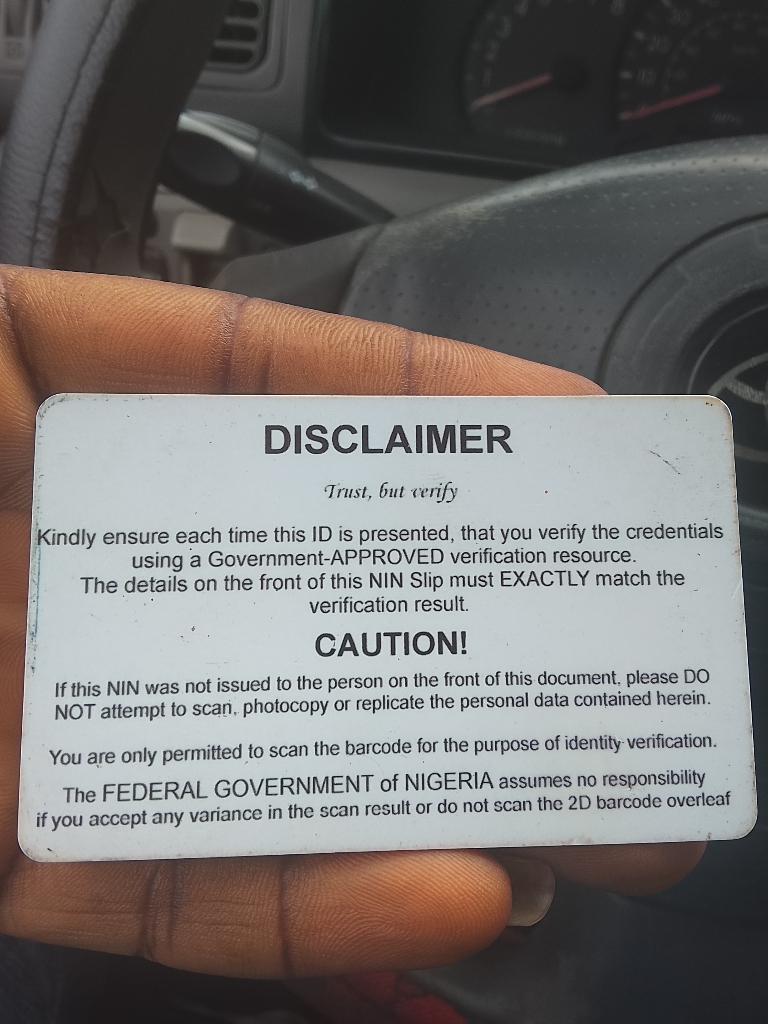 DISCLAIMER
Trust, but verify
Kindly ensure each time this ID is presented, that you verify the credentials
using a Government-APPROVED verification resource.
The details on the front of this NIN Slip must EXACTLY match the
verification result.
CAUTION!
If this NIN was not issued to the person on the front of this document, please DO
NOT attempt to scan, photocopy or replicate the personal data contained herein.
You are only permitted to scan the barcode for the purpose of identity verification.
The FEDERAL GOVERNMENT of NIGERIA assumes no responsibility
if you accept any variance in the scan result or do not scan the 2D barcode overleaf